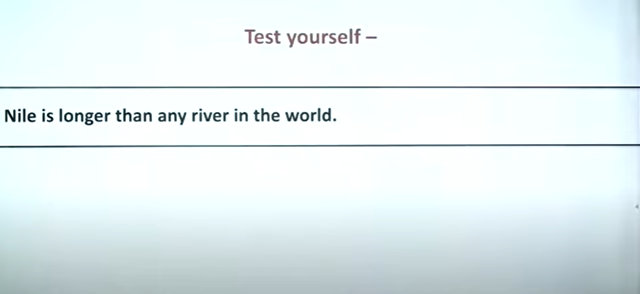 Test yourself –
Nile is longer than any river in the world.